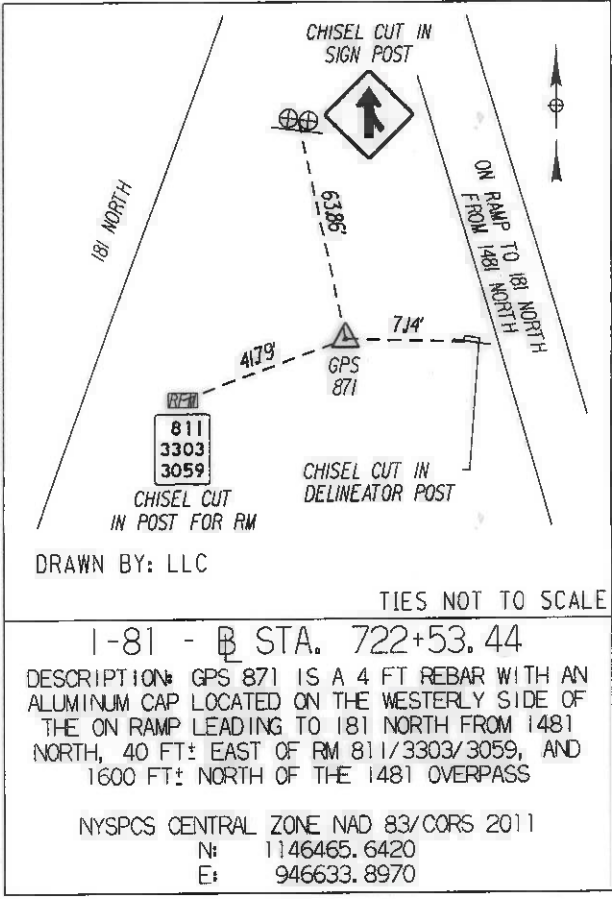 CHISEL CUT IN
SIGN POST
181 NORTH
ON RAMP TO 181 NORTH
FROM 1481 NORTH
63.86'
7.14'
41.79'
GPS
871
RM
811
3303
3059
CHISEL CUT
IN POST FOR RM
CHISEL CUT IN
DELINEATOR POST
DRAWN BY: LLC
TIES NOT TO SCALE
I-81 - BL STA. 722+53.44
DESCRIPTION: GPS 871 IS A 4 FT REBAR WITH AN
ALUMINUM CAP LOCATED ON THE WESTERLY SIDE OF
THE ON RAMP LEADING TO 181 NORTH FROM 1481
NORTH, 40 FT± EAST OF RM 811/3303/3059, AND
1600 FT± NORTH OF THE 1481 OVERPASS
NYSPCS CENTRAL ZONE NAD 83/CORS 2011
N: 1146465.6420
E: 946633.8970